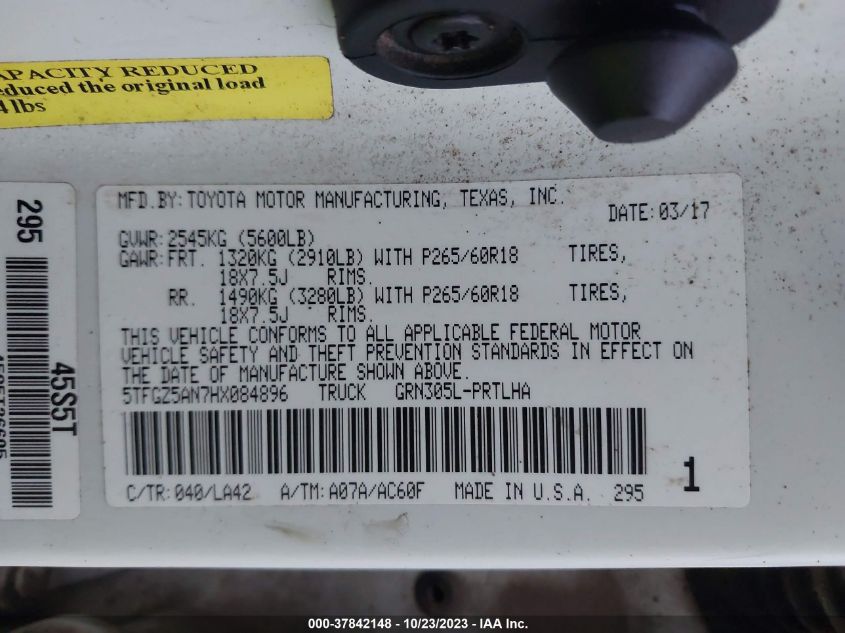 APACITY REDUCED
educed the original load
4 lbs
295
45S5T
MFD.BY:TOYOTA MOTOR MANUFACTURING, TEXAS, INC.
DATE:03/17
GVWR:2545KG (5600LB)
GAWR:FRT. 1320KG (2910LB) WITH P265/60R18 TIRES,
18X7.5J RIMS.
RR. 1490KG (3280LB) WITH P265/60R18 TIRES,
18X7.5J RIMS.
THIS VEHICLE CONFORMS TO ALL APPLICABLE FEDERAL MOTOR
VEHICLE SAFETY AND THEFT PREVENTION STANDARDS IN EFFECT ON
THE DATE OF MANUFACTURE SHOWN ABOVE.
5TFGZ5AN7HX084896 TRUCK GRN305L-PRTLHA
1
C/TR:040/LA42 A/TM:A07A/AC60F MADE IN U.S.A. 295
000-37842148 - 10/23/2023 - IAA Inc.